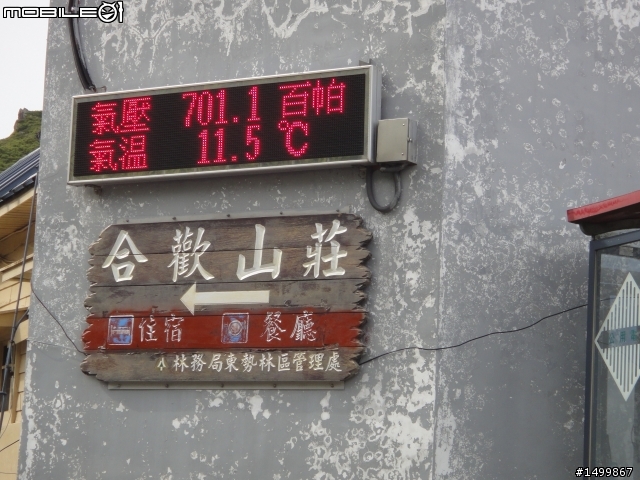 mobile01
氣壓 701.1 百帕
氣溫 11.5 ℃
合歡山莊
住宿 餐廳
林務局東勢林區管理處
#1499867